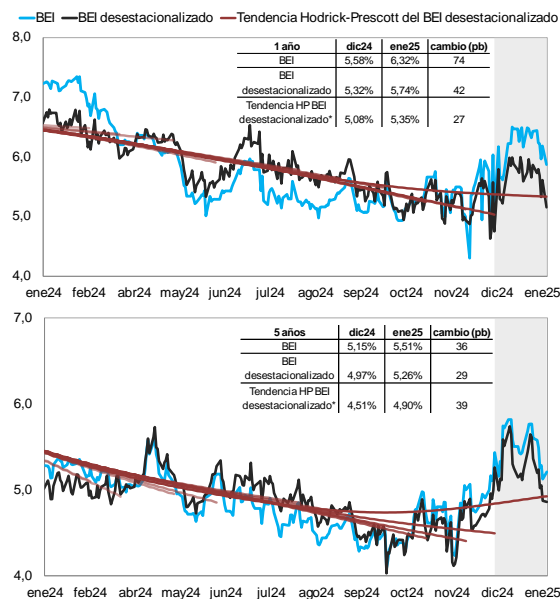 BEI BEI desestacionalizado Tendencia Hodrick-Prescott del BEI desestacionalizado
8,0
7,0
6,0
5,0
4,0
1 año dic24 ene25 cambio (pb)
BEI 5,58% 6,32% 74
BEI
desestacionalizado 5,32% 5,74% 42
Tendencia HP BEI
desestacionalizado* 5,08% 5,35% 27
ene24 feb24 abr24 may24 jun24 jul24 ago24 sep24 oct24 nov24 dic24 ene25
7,0
6,0
5,0
4,0
5 años dic24 ene25 cambio (pb)
BEI 5,15% 5,51% 36
BEI
desestacionalizado 4,97% 5,26% 29
Tendencia HP BEI
desestacionalizado* 4,51% 4,90% 39
ene24 feb24 abr24 may24 jun24 jul24 ago24 sep24 oct24 nov24 dic24 ene25